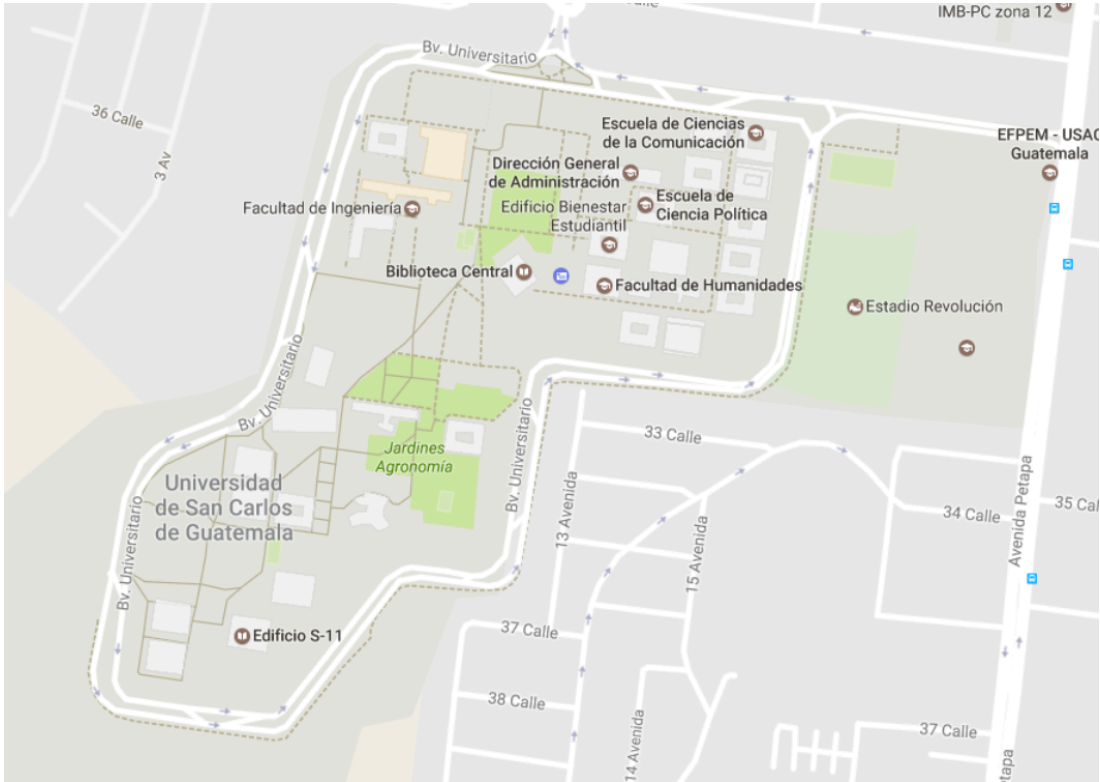 Calle
IMB-PC zona 12
Bv. Universitario
36 Calle
3 Av
Escuela de Ciencias
de la Comunicación
EFPEM - USAC
Guatemala
Dirección General
de Administración
Facultad de Ingeniería
Edificio Bienestar
Estudiantil
Escuela de
Ciencia Política
Biblioteca Central
Facultad de Humanidades
Estadio Revolución
Bv. Universitario
Bv. Universitario
33 Calle
Jardines
Agronomía
Universidad
de San Carlos
de Guatemala
13 Avenida
15 Avenida
34 Calle
Avenida Petapa
35 Cal
Bv. Universitario
Edificio S-11
37 Calle
38 Calle
14 Avenida
37 Calle
etapa